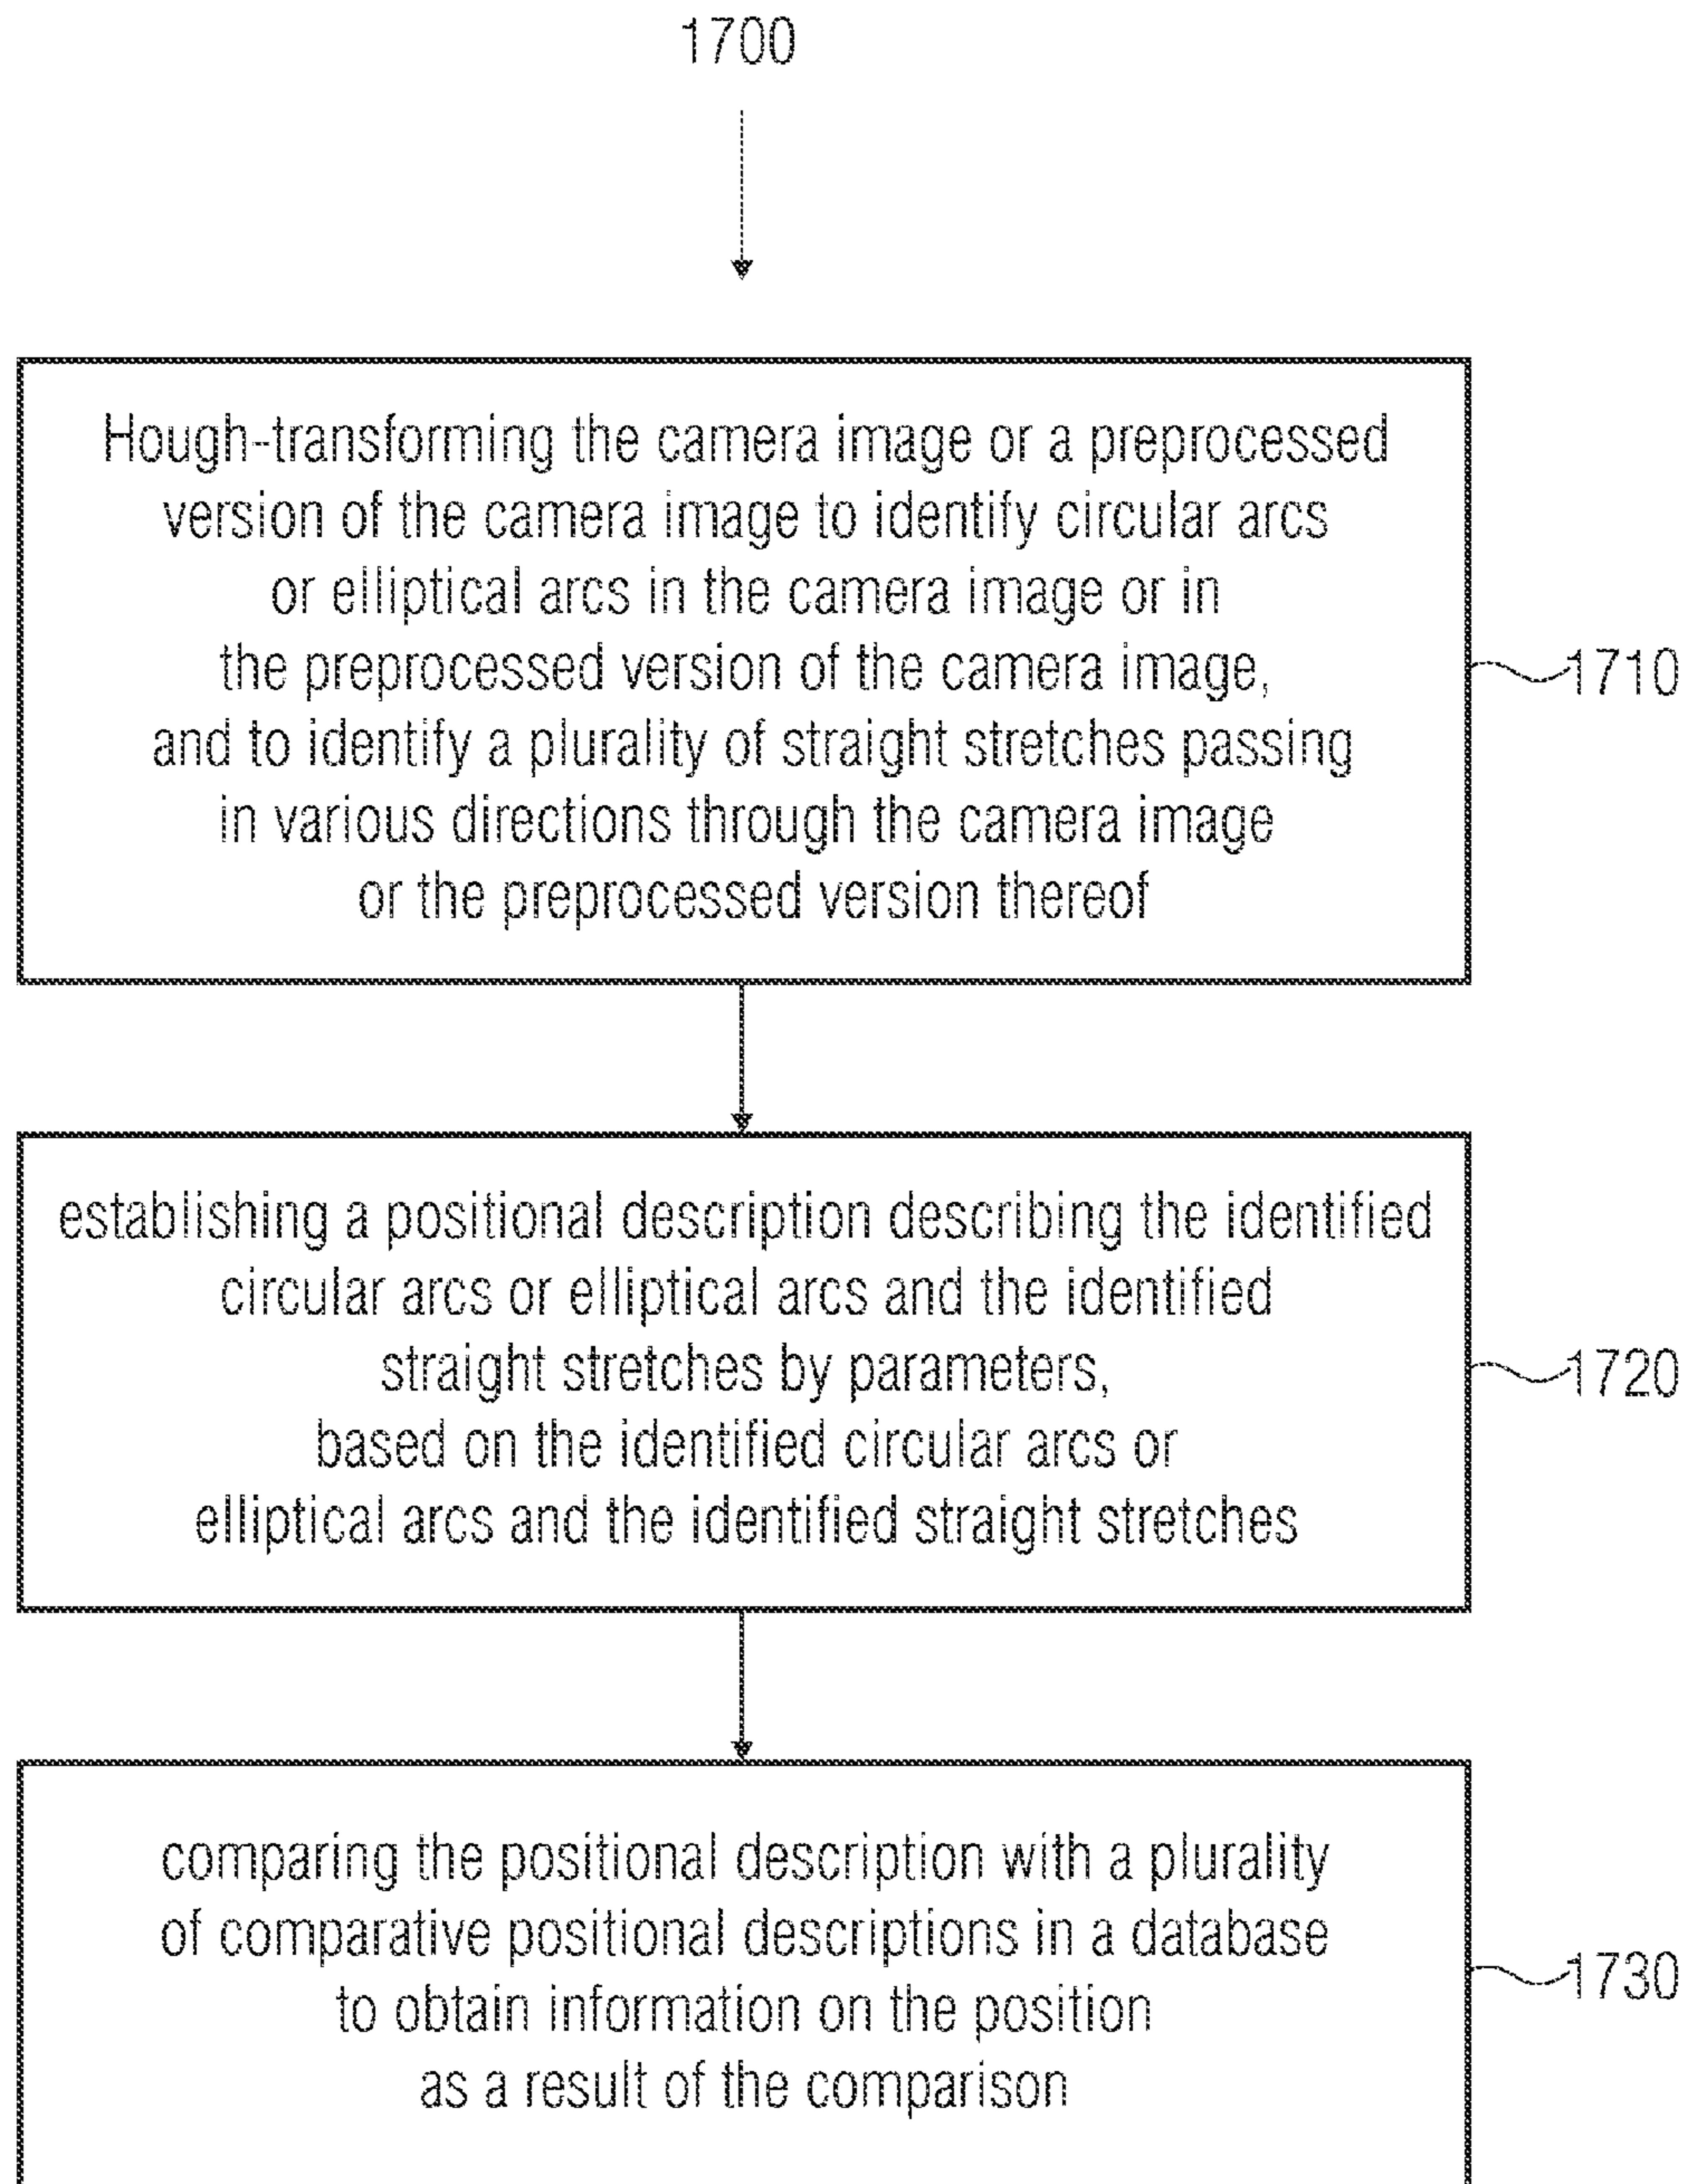 1700
Hough-transforming the camera image or a preprocessed
version of the camera image to identify circular arcs
or elliptical arcs in the camera image or in
the preprocessed version of the camera image,
and to identify a plurality of straight stretches passing
in various directions through the camera image
or the preprocessed version thereof
1710
establishing a positional description describing the identified
circular arcs or elliptical arcs and the identified
straight stretches by parameters,
based on the identified circular arcs or
elliptical arcs and the identified straight stretches
1720
comparing the positional description with a plurality
of comparative positional descriptions in a database
to obtain information on the position
as a result of the comparison
1730